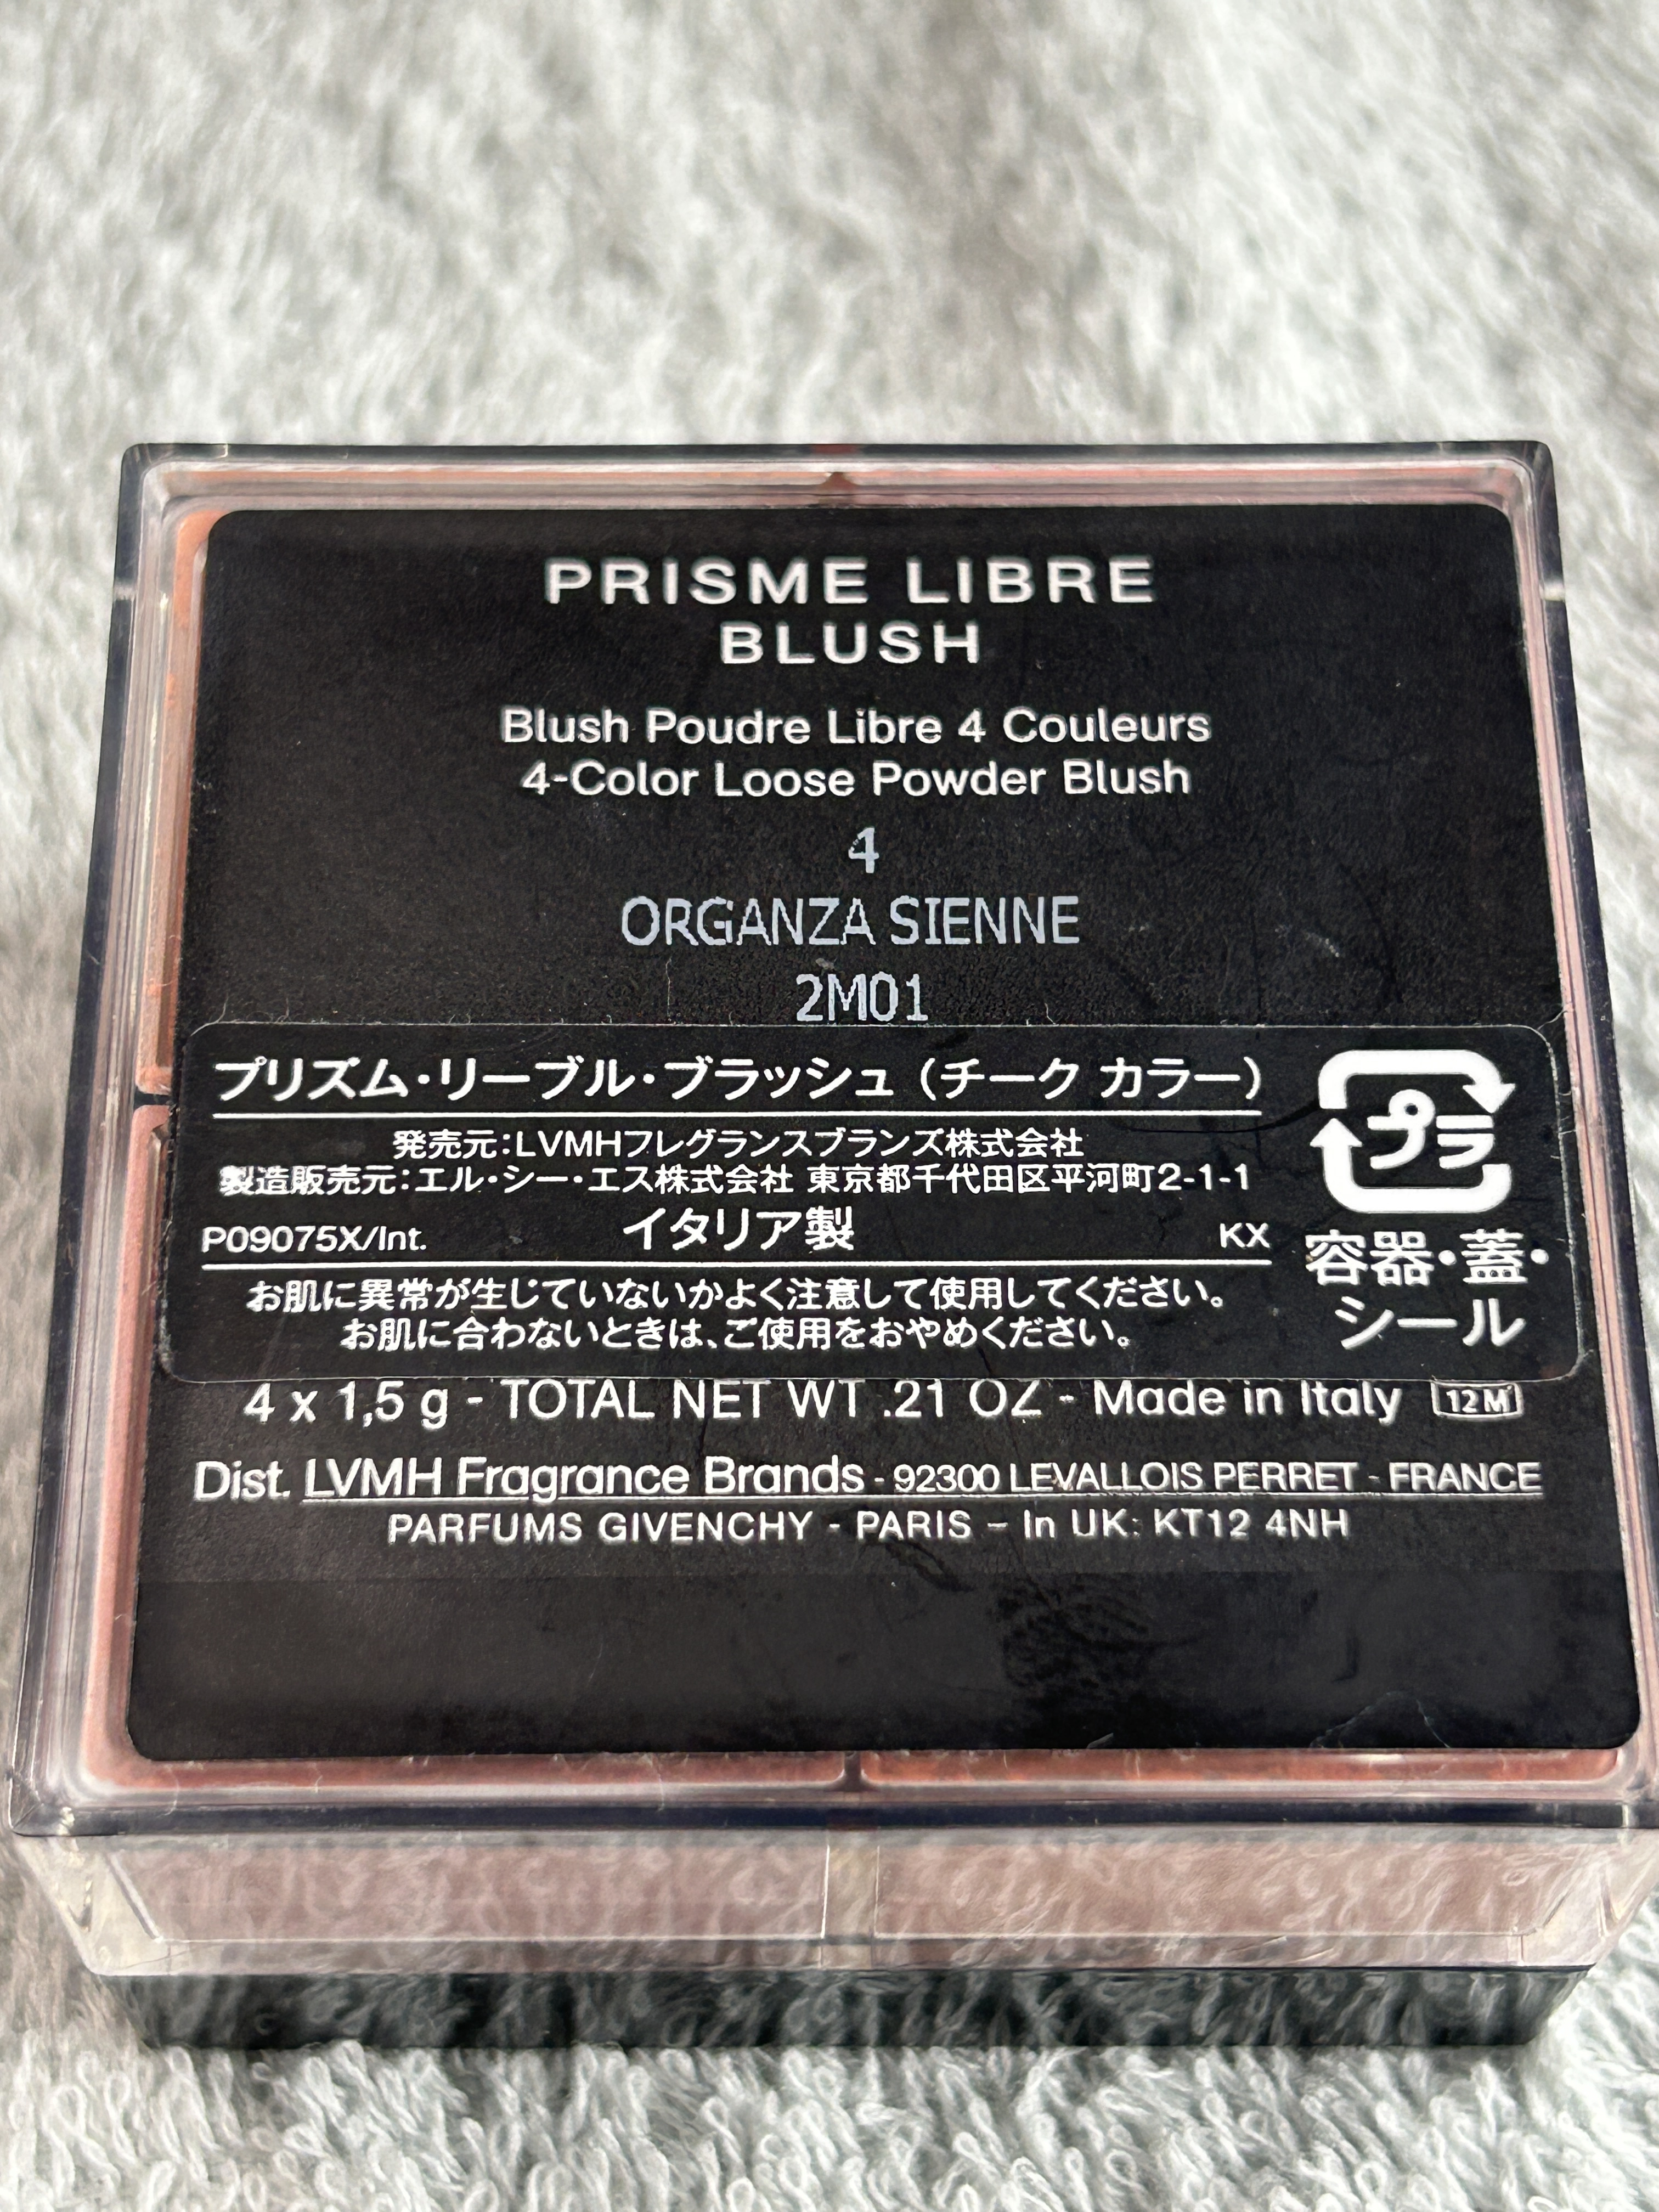 PRISME LIBRE
BLUSH
Blush Poudre Libre 4 Couleurs
4-Color Loose Powder Blush
4
ORGANZA SIENNE
2M01
プリズム・リーブル・ブラッシュ（チーク カラー）
発売元：LVMHフレグランスブランズ株式会社
製造販売元：エル・シー・エス株式会社 東京都千代田区平河町2-1-1
P09075X/Int. イタリア製 KX
お肌に異常が生じていないかよく注意して使用してください。
お肌に合わないときは、ご使用をおやめください。
プラ
容器・蓋・
シール
4 x 1,5 g - TOTAL NET WT .21 OZ - Made in Italy 12M
Dist. LVMH Fragrance Brands - 92300 LEVALLOIS PERRET - FRANCE
PARFUMS GIVENCHY - PARIS – In UK: KT12 4NH